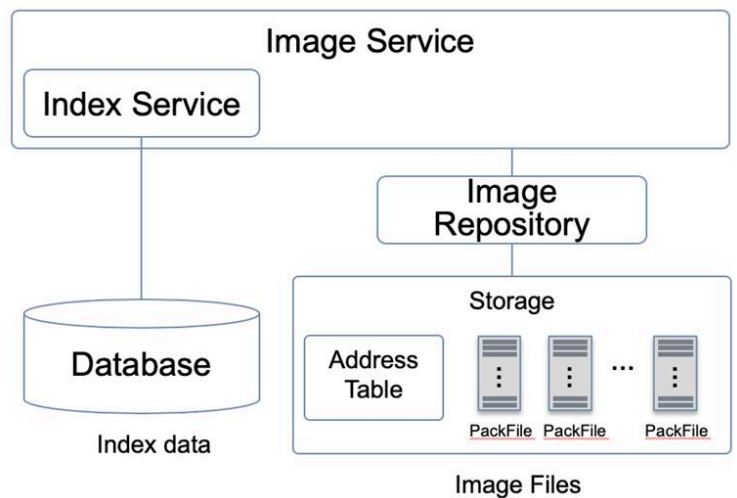 Image Service
Index Service
Image
Repository
Storage
Database
Address
Table
...
PackFile PackFile PackFile
Index data
Image Files